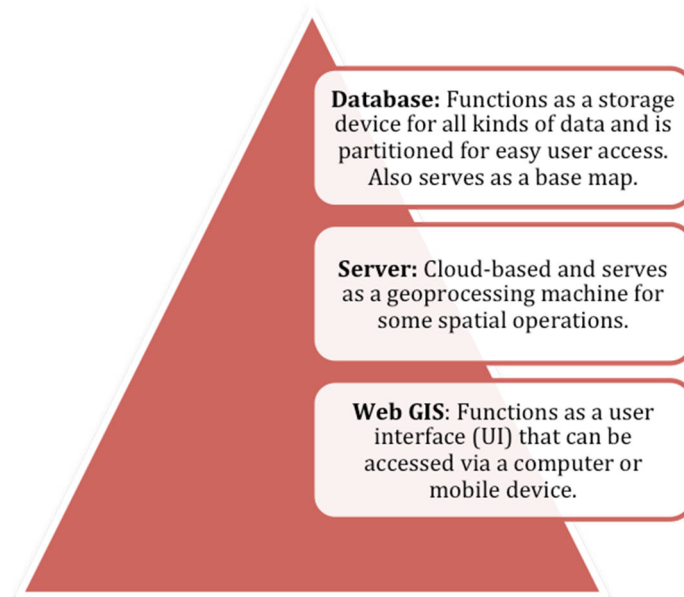 Database: Functions as a storage
device for all kinds of data and is
partitioned for easy user access.
Also serves as a base map.
Server: Cloud-based and serves
as a geoprocessing machine for
some spatial operations.
Web GIS: Functions as a user
interface (UI) that can be
accessed via a computer or
mobile device.